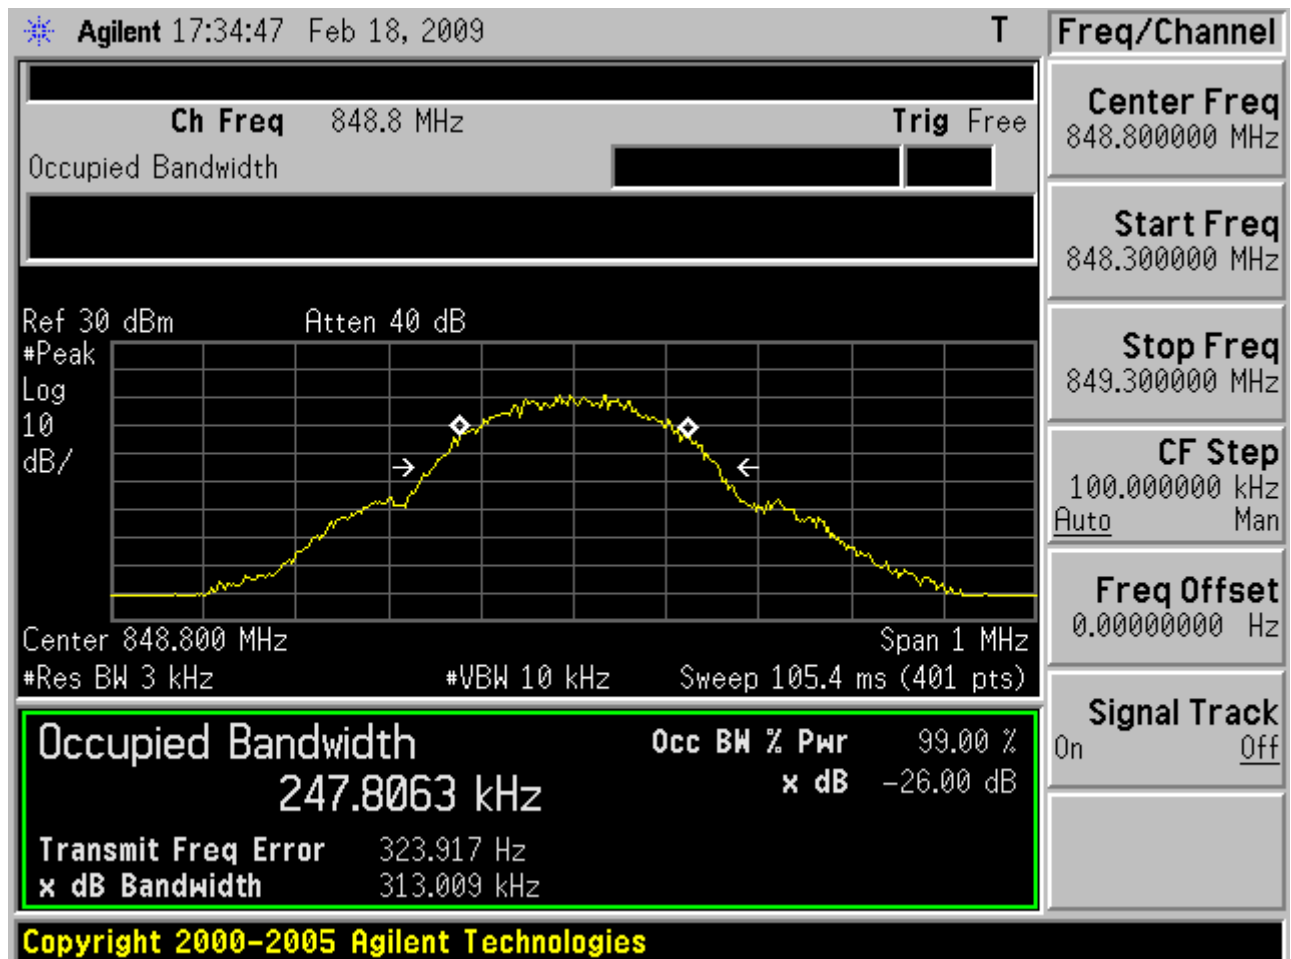 Agilent 17:34:47 Feb 18, 2009 T
Freq/Channel
Ch Freq 848.8 MHz Trig Free
Occupied Bandwidth
Center Freq
848.800000 MHz
Start Freq
848.300000 MHz
Stop Freq
849.300000 MHz
CF Step
100.000000 kHz
Auto Man
Freq Offset
0.00000000 Hz
Signal Track
On Off
Ref 30 dBm Atten 40 dB
#Peak
Log
10
dB/
Center 848.800 MHz Span 1 MHz
#Res BW 3 kHz #VBW 10 kHz Sweep 105.4 ms (401 pts)
Occupied Bandwidth Occ BW % Pwr 99.00 %
247.8063 kHz x dB -26.00 dB
Transmit Freq Error 323.917 Hz
x dB Bandwidth 313.009 kHz
Copyright 2000-2005 Agilent Technologies